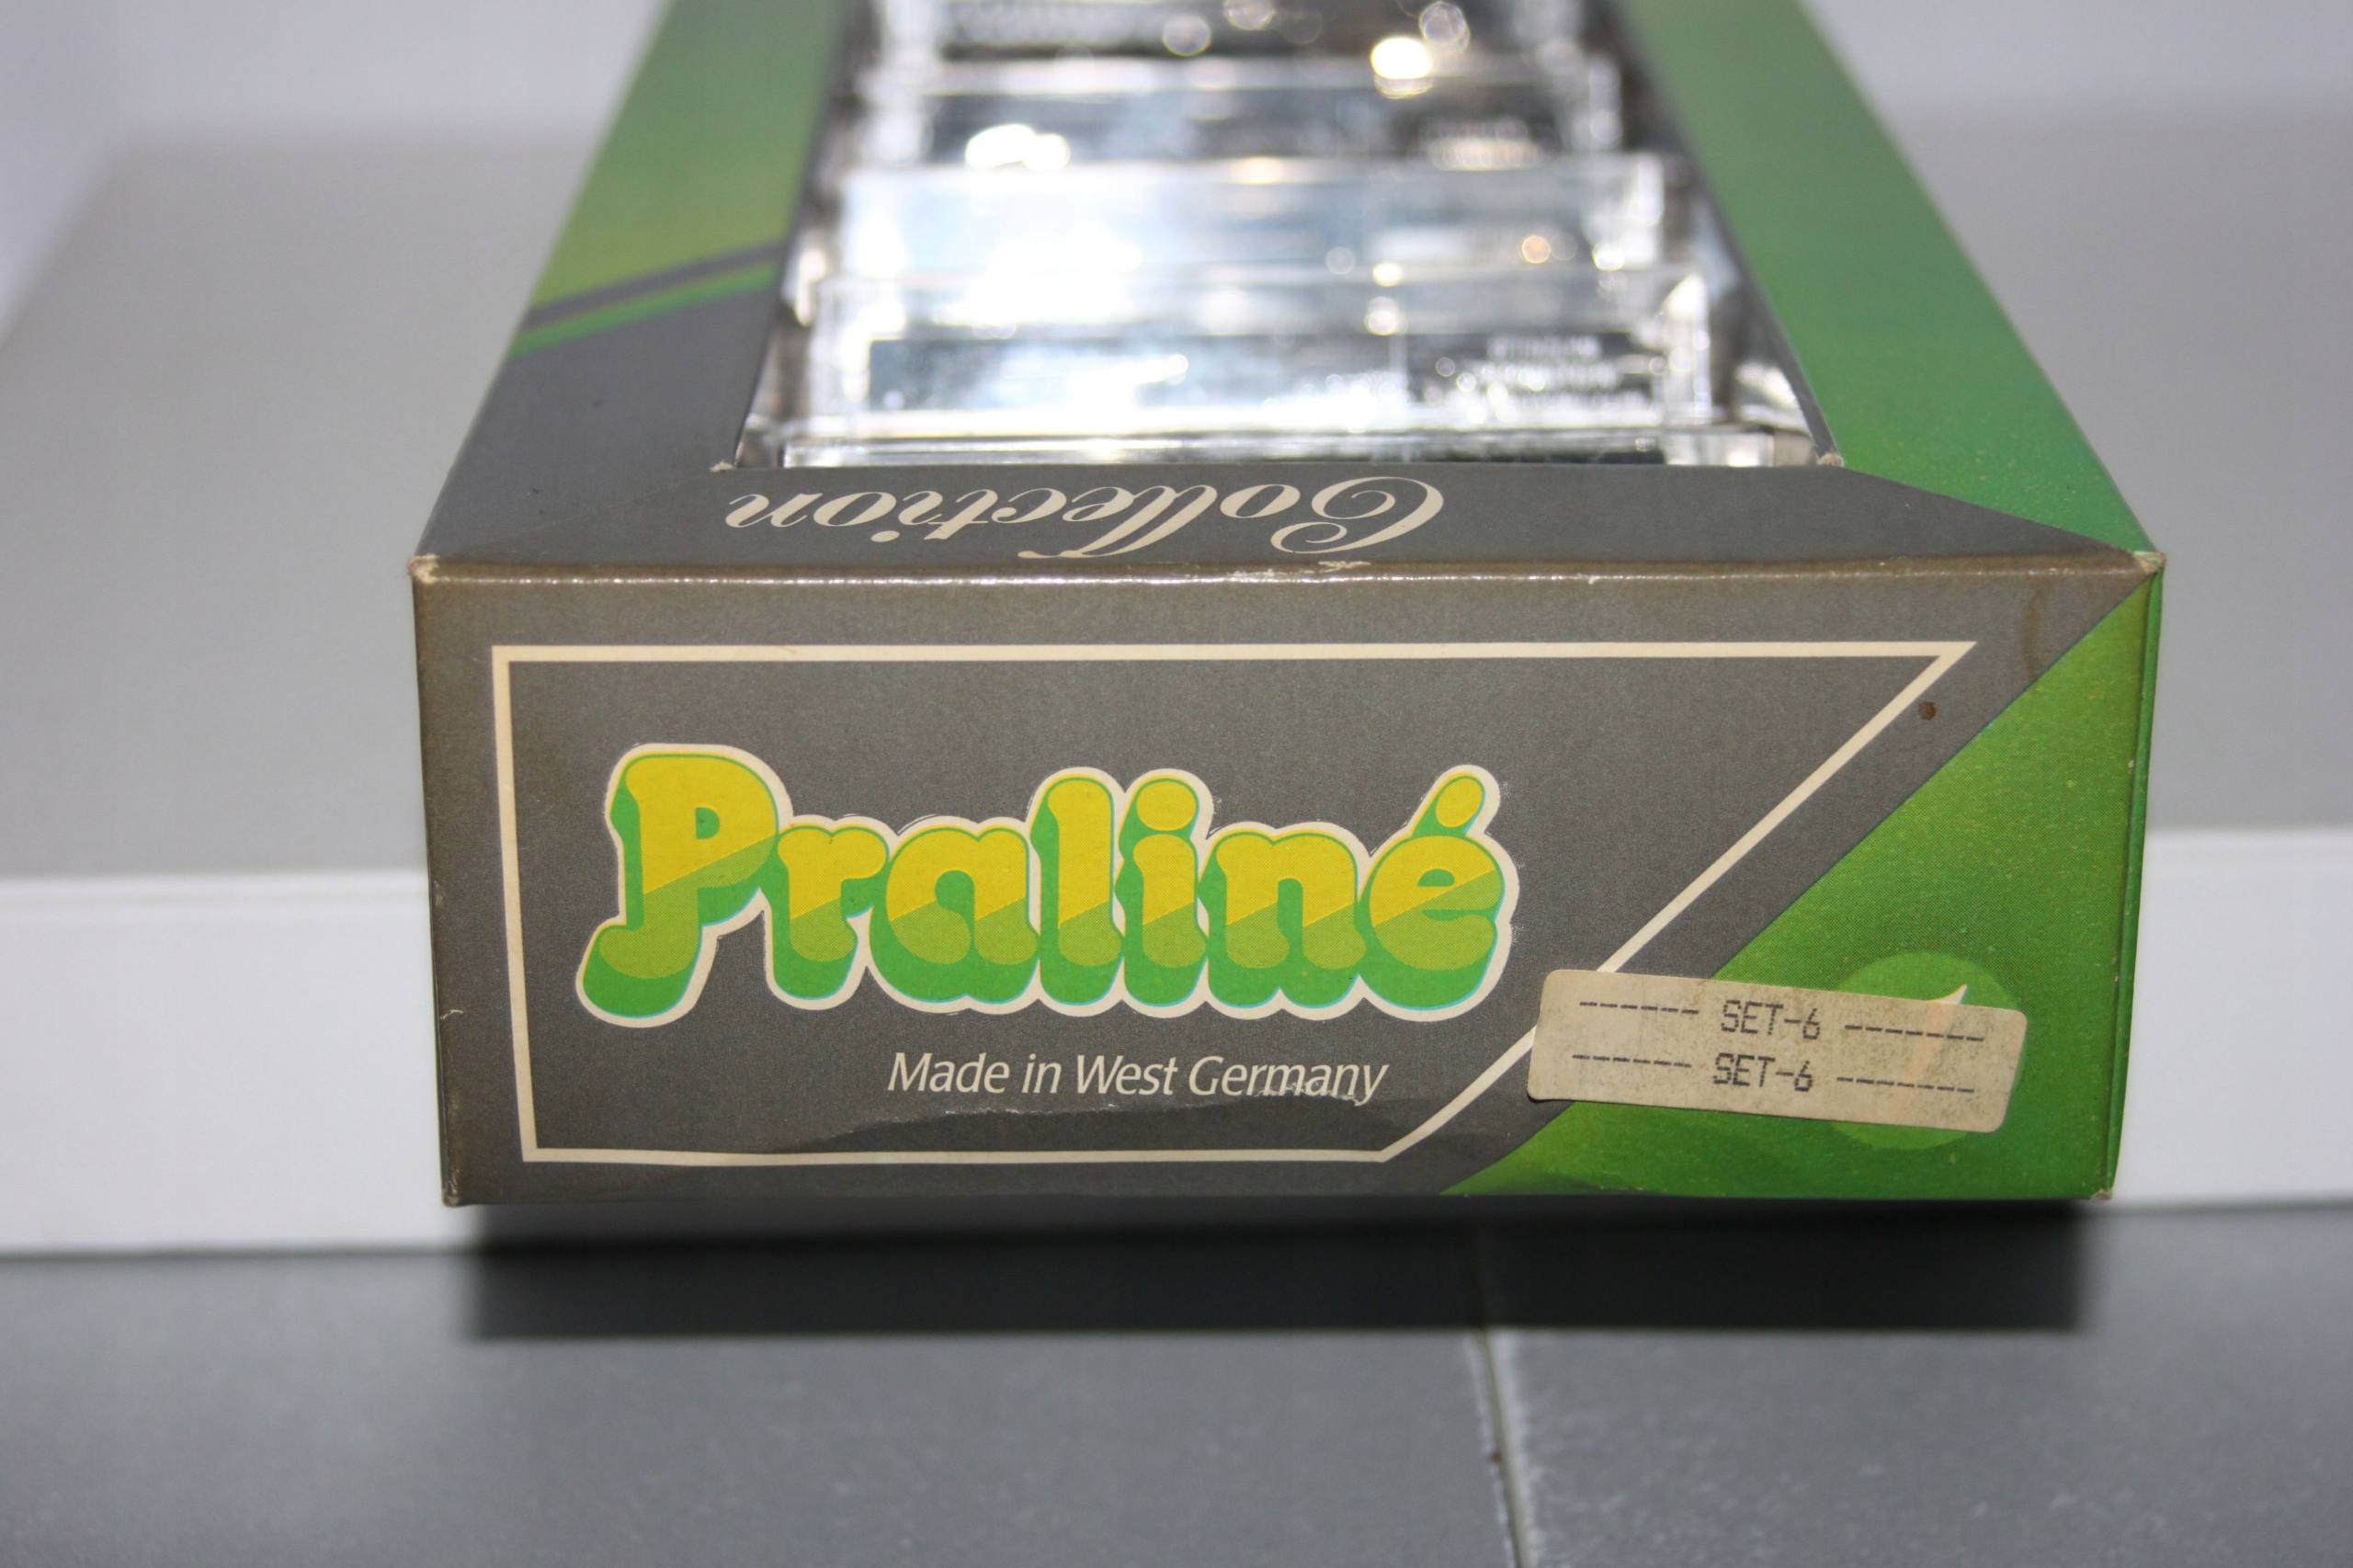 Collection
Praliné
Made in West Germany
------ SET-6 -------
------ SET-6 -------